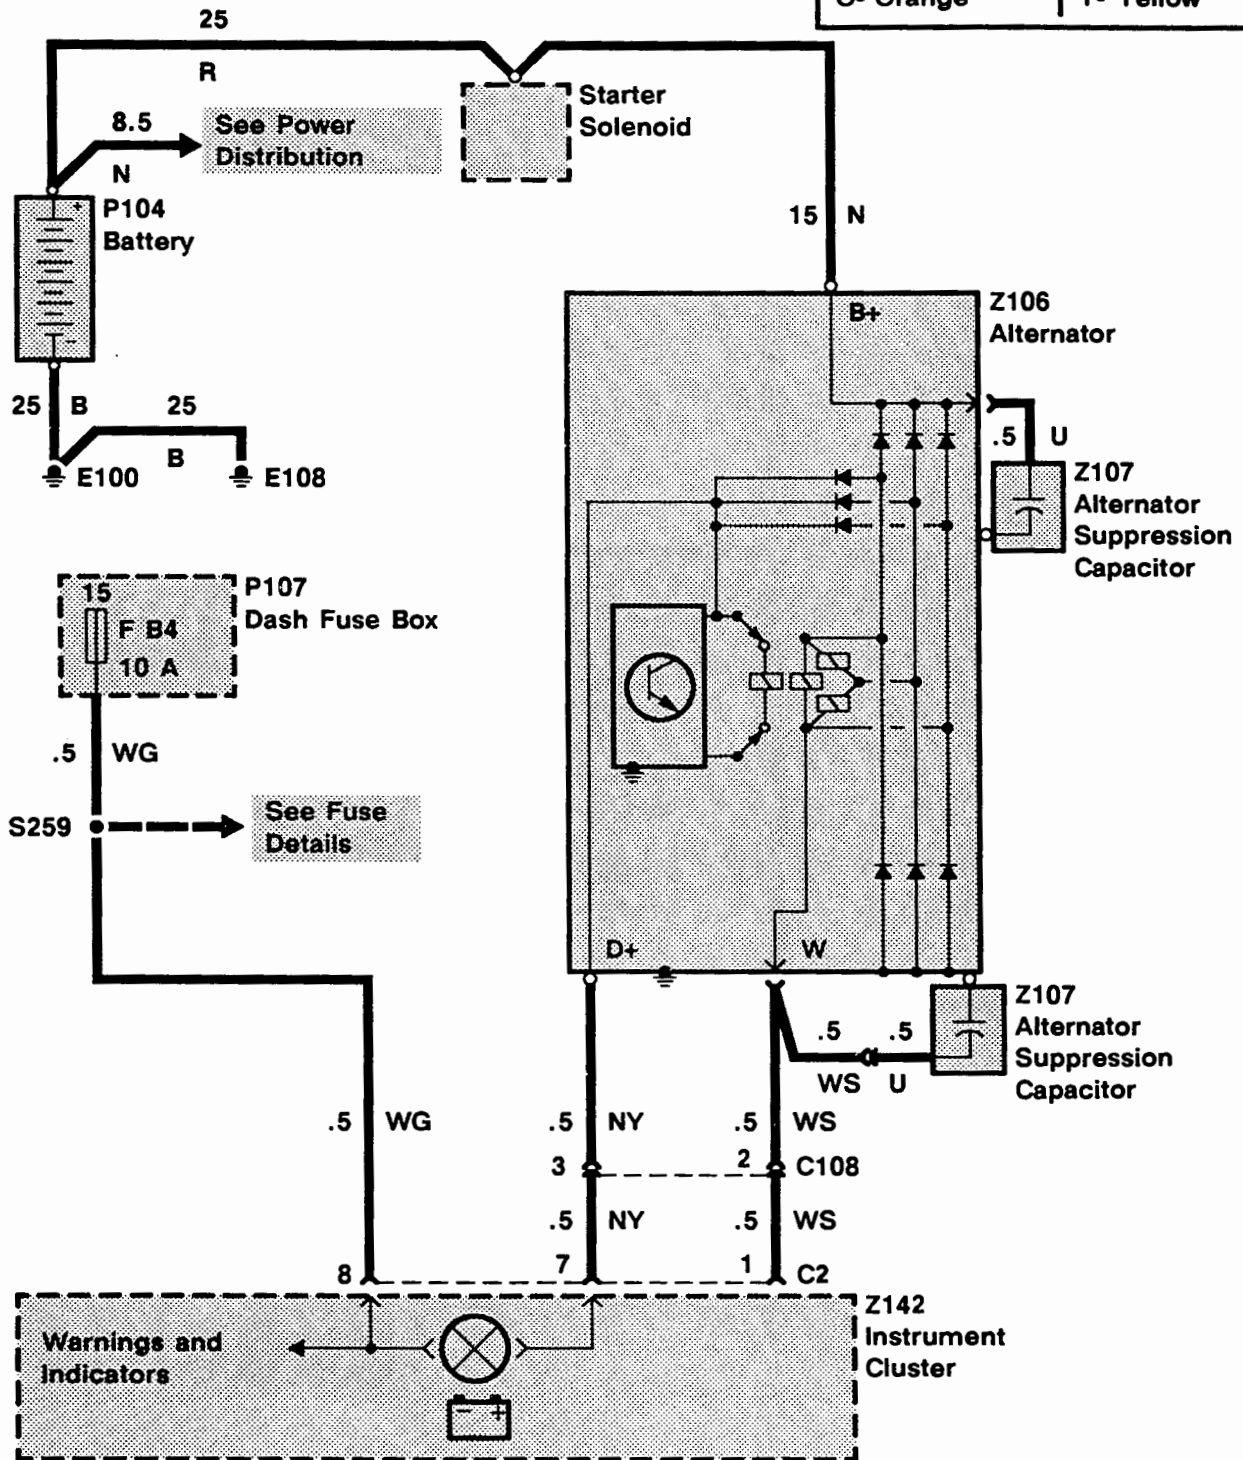 O- Orange
Y- Yellow
25
R
Starter
Solenoid
8.5
N
See Power
Distribution
P104
Battery
+
-
15 N
B+
Z106
Alternator
25 B
25
B
E100
E108
.5 U
Z107
Alternator
Suppression
Capacitor
P107
Dash Fuse Box
15
F B4
10 A
.5 WG
S259
See Fuse
Details
D+
W
Z107
Alternator
Suppression
Capacitor
.5 .5
WS U
.5 WG
.5 NY
.5 WS
3
2
C108
.5 NY
.5 WS
8
7
1
C2
Z142
Instrument
Cluster
Warnings and
Indicators
- +